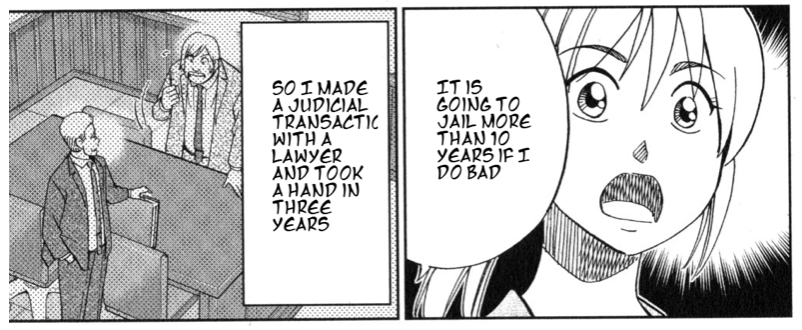 IT IS
GOING TO
JAIL MORE
THAN 10
YEARS IF I
DO BAD
SO I MADE
A JUDICIAL
TRANSACTIC
WITH A
LAWYER
AND TOOK
A HAND IN
THREE
YEARS